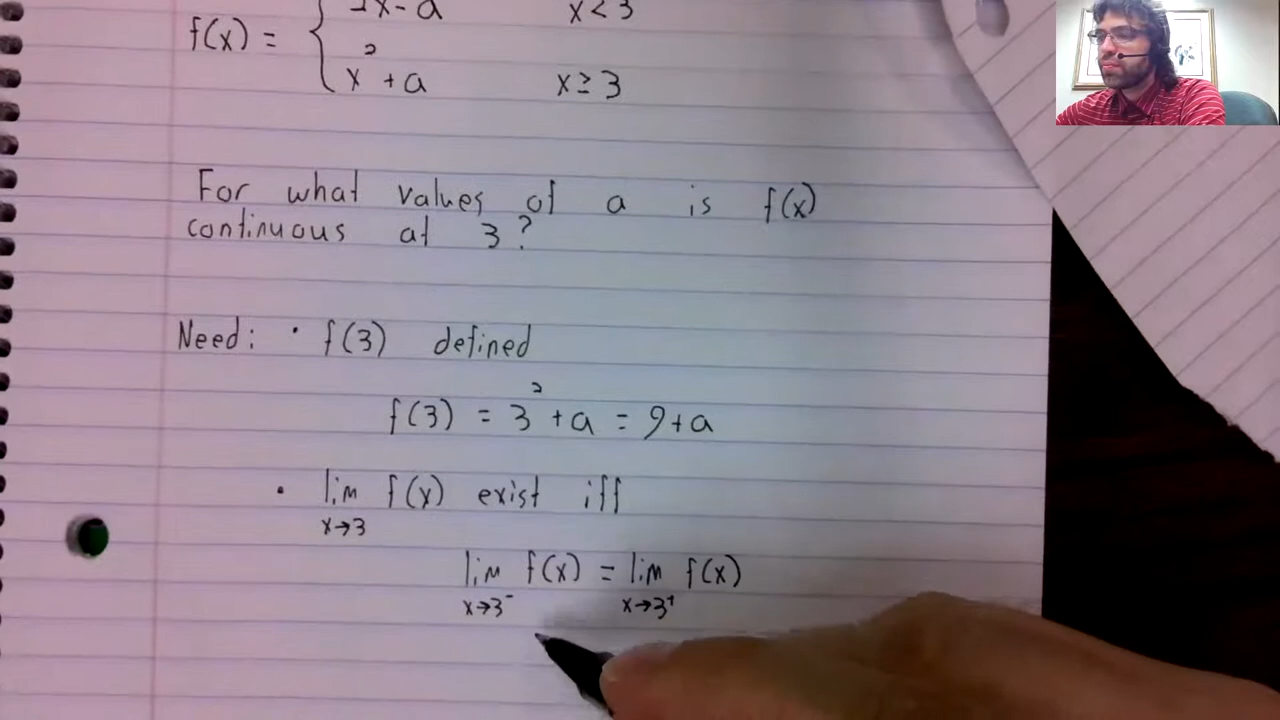 x - a x < 3
f(x) = {
x² + a x ≥ 3
For what values of a is f(x)
continuous at 3?
Need: • f(3) defined
f(3) = 3² + a = 9 + a
• lim f(x) exist iff
x→3
lim f(x) = lim f(x)
x→3⁻ x→3⁺